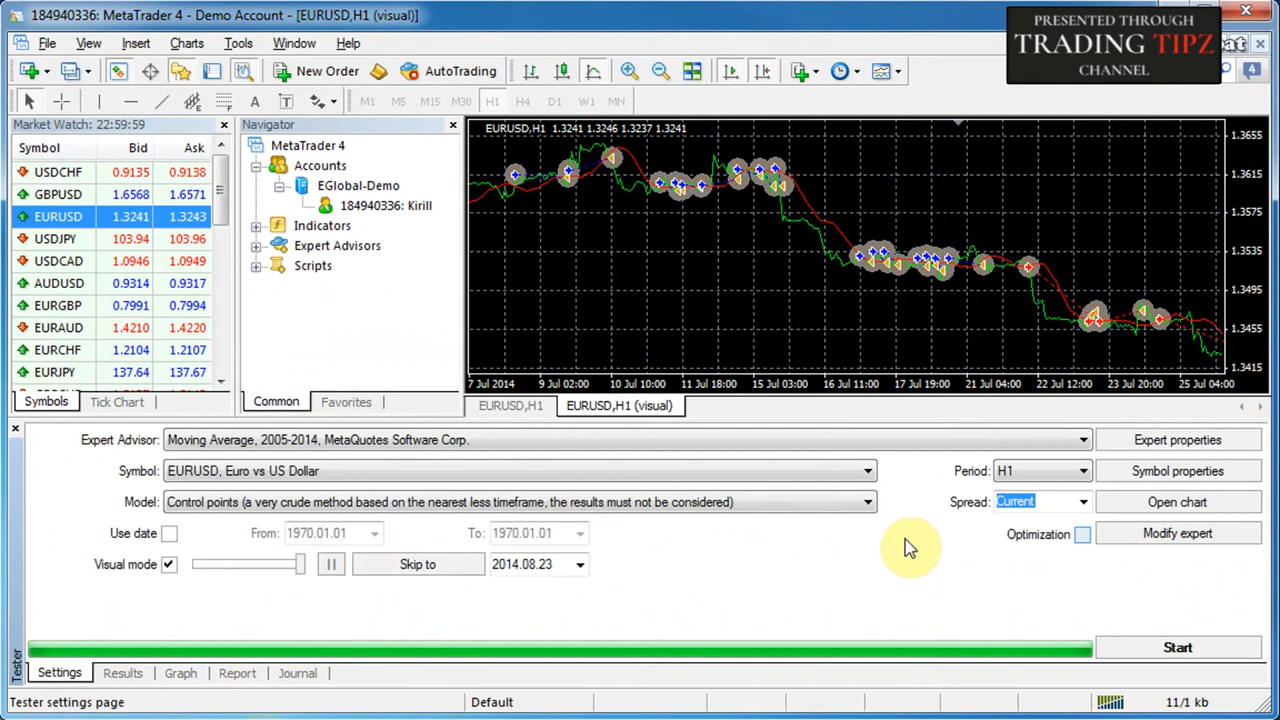 184940336: MetaTrader 4 - Demo Account - [EURUSD,H1 (visual)]
PRESENTED THROUGH
TRADING TIPZ
CHANNEL
File View Insert Charts Tools Window Help
New Order AutoTrading
4
A T M1 M5 M15 M30 H1 H4 D1 W1 MN
Market Watch: 22:59:59
Symbol Bid Ask
USDCHF 0.9135 0.9138
GBPUSD 1.6568 1.6571
EURUSD 1.3241 1.3243
USDJPY 103.94 103.96
USDCAD 1.0946 1.0949
AUDUSD 0.9314 0.9317
EURGBP 0.7991 0.7994
EURAUD 1.4210 1.4220
EURCHF 1.2104 1.2107
EURJPY 137.64 137.67
Symbols Tick Chart
Navigator
MetaTrader 4
Accounts
EGlobal-Demo
184940336: Kirill
Indicators
Expert Advisors
Scripts
Common Favorites
EURUSD,H1 1.3241 1.3246 1.3237 1.3241
1.3655
1.3615
1.3575
1.3535
1.3495
1.3455
1.3415
7 Jul 2014 9 Jul 02:00 10 Jul 10:00 11 Jul 18:00 15 Jul 03:00 16 Jul 11:00 17 Jul 19:00 21 Jul 04:00 22 Jul 12:00 23 Jul 20:00 25 Jul 04:00
EURUSD,H1 EURUSD,H1 (visual)
Expert Advisor: Moving Average, 2005-2014, MetaQuotes Software Corp. Expert properties
Symbol: EURUSD, Euro vs US Dollar Period: H1 Symbol properties
Model: Control points (a very crude method based on the nearest less timeframe, the results must not be considered) Spread: Current Open chart
Use date From: 1970.01.01 To: 1970.01.01 Optimization Modify expert
Visual mode Skip to 2014.08.23
Start
Tester
Settings Results Graph Report Journal
Tester settings page Default 11/1 kb